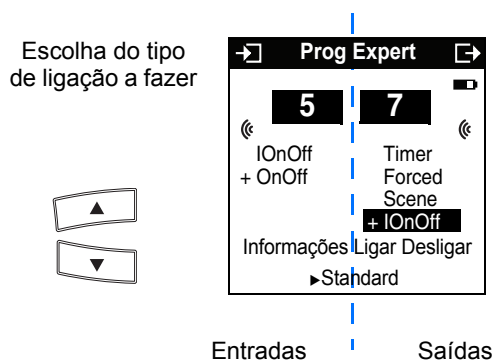 Escolha do tipo
de ligação a fazer
Prog Expert
5 7
IOnOff Timer
+ OnOff Forced
Scene
+ IOnOff
Informações Ligar Desligar
▸Standard
Entradas Saídas